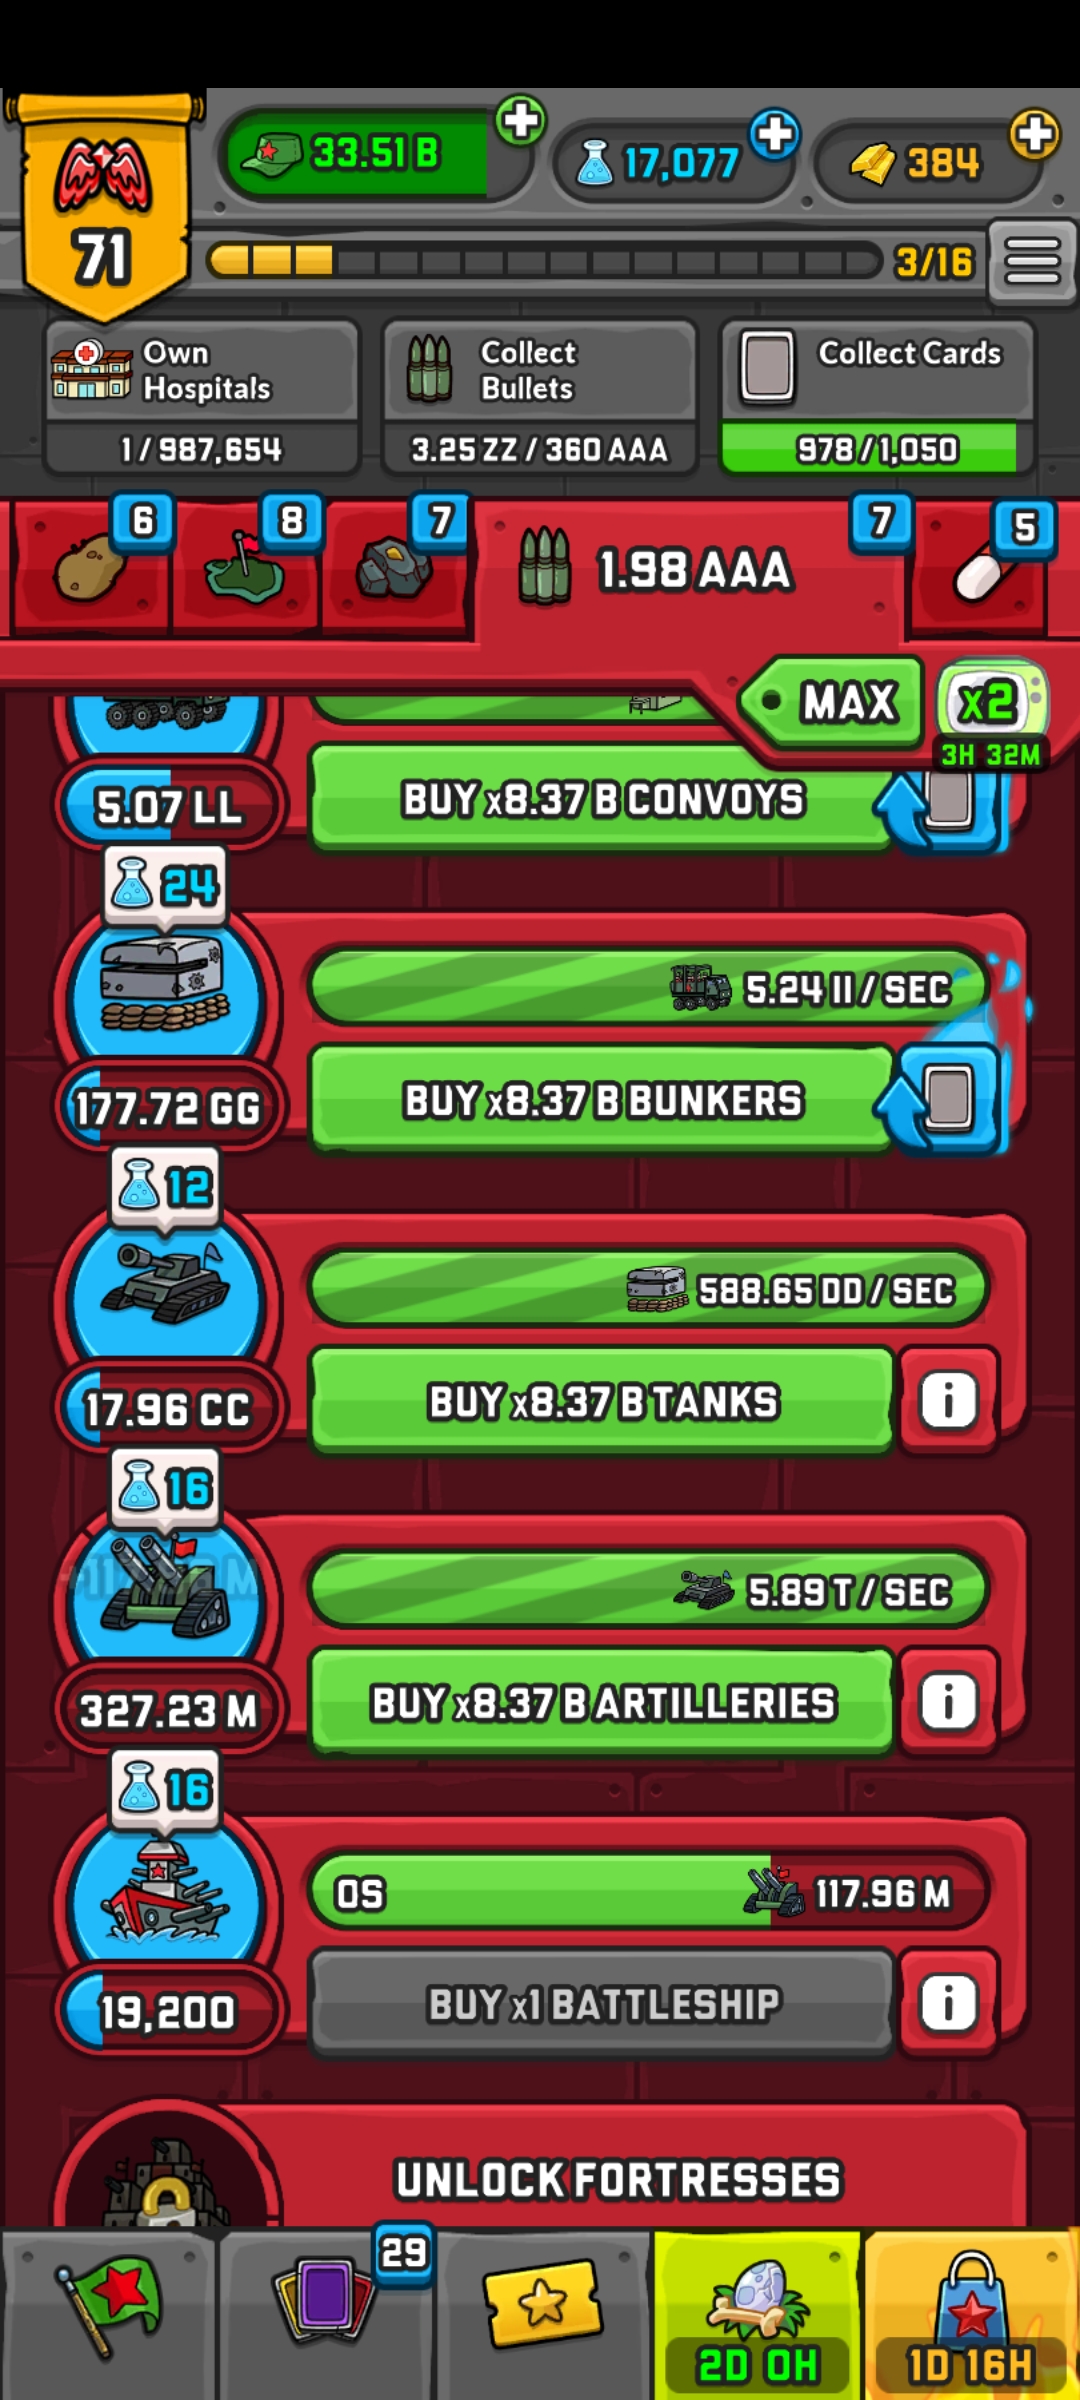 71
33.51 B
17,077
384
3/16
Own
Hospitals
1 / 987,654
Collect
Bullets
3.25 ZZ / 360 AAA
Collect Cards
978 / 1,050
6
8
7
1.98 AAA
7
5
MAX
x2
3H 32M
5.07 LL
BUY x8.37 B CONVOYS
24
5.24 II / SEC
177.72 GG
BUY x8.37 B BUNKERS
12
588.65 DD / SEC
17.96 CC
BUY x8.37 B TANKS
i
16
5.89 T / SEC
327.23 M
BUY x8.37 B ARTILLERIES
i
16
0S
117.96 M
19,200
BUY x1 BATTLESHIP
i
UNLOCK FORTRESSES
29
2D 0H
1D 16H